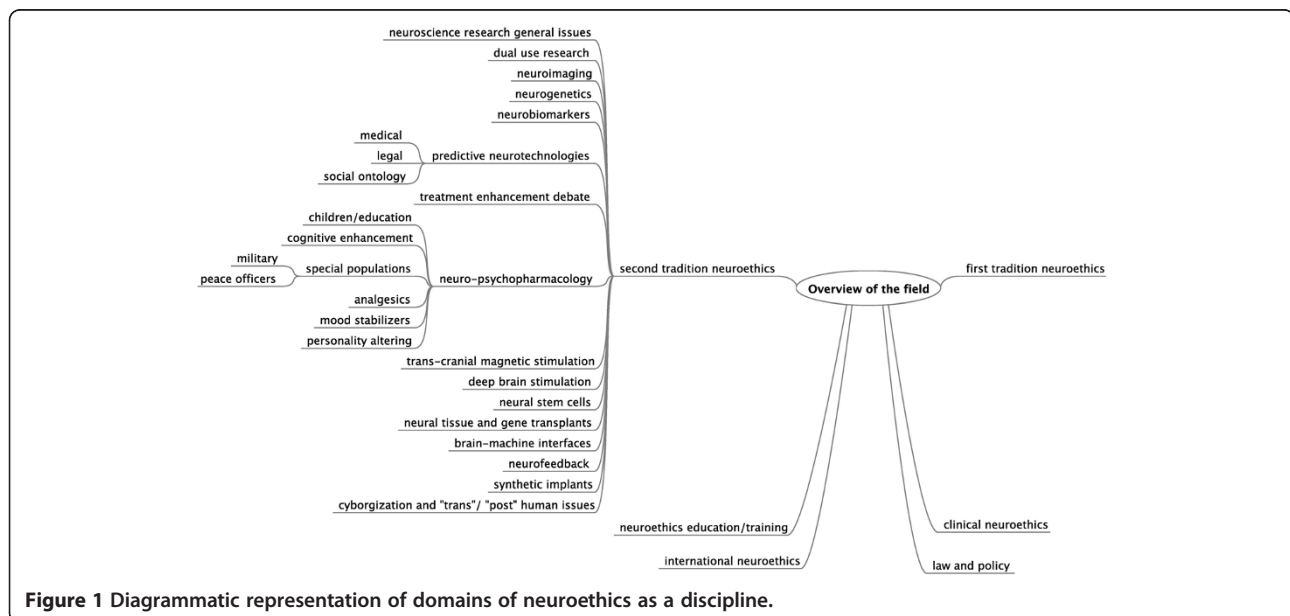 neuroscience research general issues
dual use research
neuroimaging
neurogenetics
neurobiomarkers
medical
legal
predictive neurotechnologies
social ontology
treatment enhancement debate
children/education
cognitive enhancement
military
peace officers
special populations
neuro-psychopharmacology
second tradition neuroethics
Overview of the field
first tradition neuroethics
analgesics
mood stabilizers
personality altering
trans-cranial magnetic stimulation
deep brain stimulation
neural stem cells
neural tissue and gene transplants
brain-machine interfaces
neurofeedback
synthetic implants
cyborgization and "trans"/ "post" human issues
neuroethics education/training
clinical neuroethics
international neuroethics
law and policy
Figure 1 Diagrammatic representation of domains of neuroethics as a discipline.